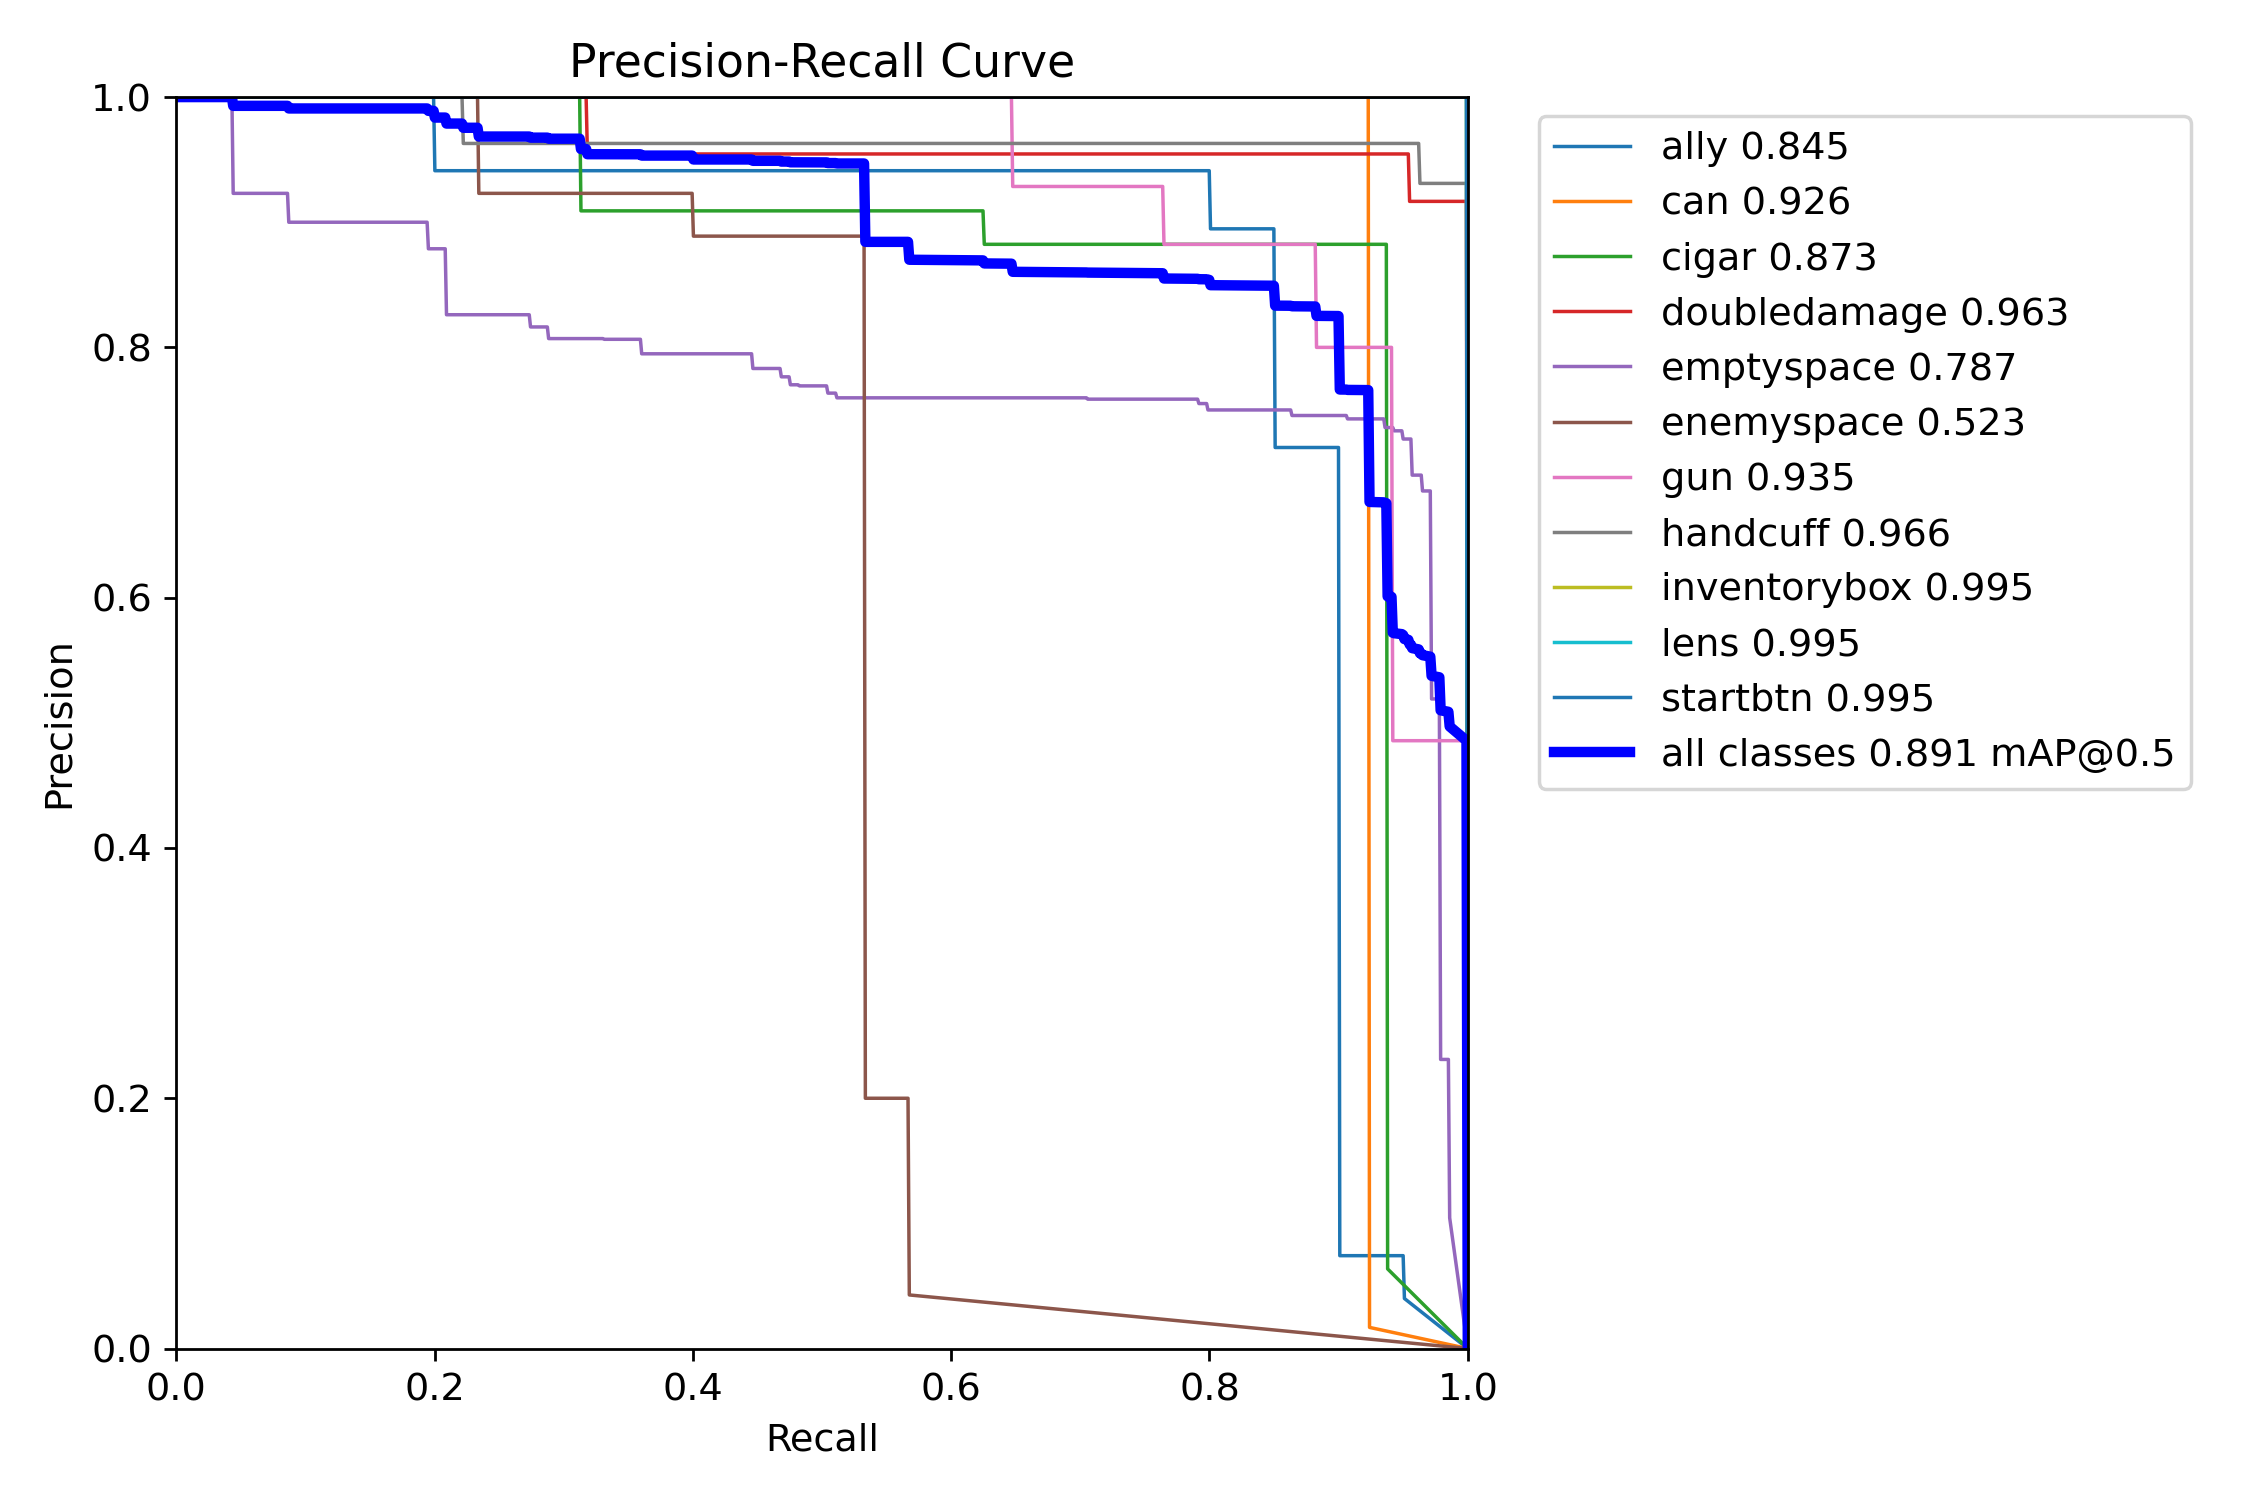 Precision-Recall Curve
1.0
0.8
0.6
0.4
0.2
0.0
Precision
0.0 0.2 0.4 0.6 0.8 1.0
Recall
ally 0.845
can 0.926
cigar 0.873
doubledamage 0.963
emptyspace 0.787
enemyspace 0.523
gun 0.935
handcuff 0.966
inventorybox 0.995
lens 0.995
startbtn 0.995
all classes 0.891 mAP@0.5